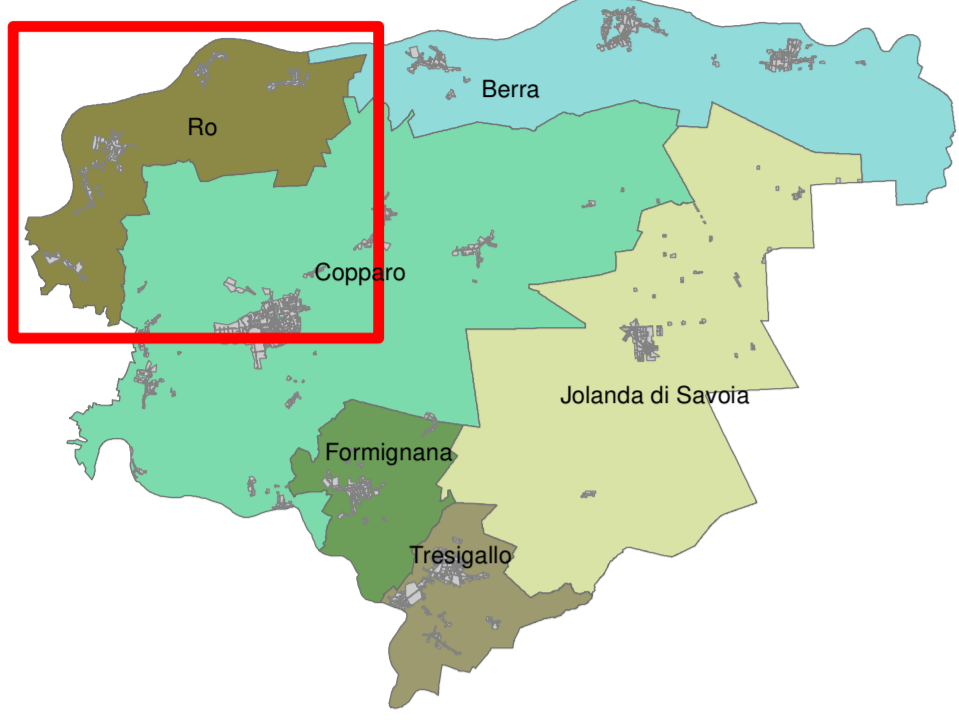 Berra
Ro
Copparo
Jolanda di Savoia
Formignana
Tresigallo